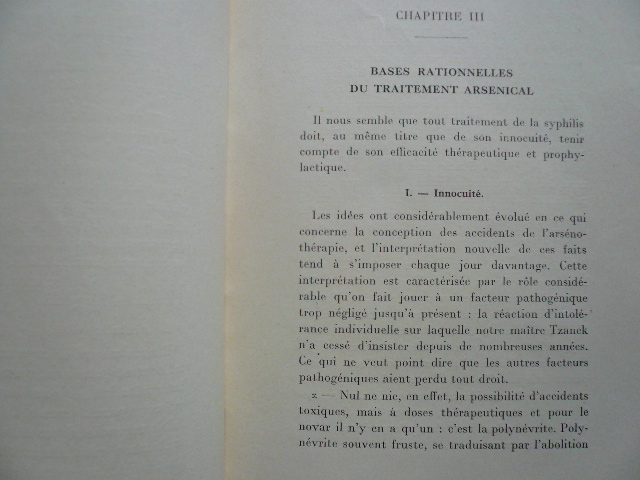 CHAPITRE III
BASES RATIONNELLES
DU TRAITEMENT ARSENICAL
Il nous semble que tout traitement de la syphilis
doit, au même titre que de son innocuité, tenir
compte de son efficacité thérapeutique et prophy-
lactique.
I. — Innocuité.
Les idées ont considérablement évolué en ce qui
concerne la conception des accidents de l'arséno-
thérapie, et l'interprétation nouvelle de ces faits
tend à s'imposer chaque jour davantage. Cette
interprétation est caractérisée par le rôle considé-
rable qu'on fait jouer à un facteur pathogénique
trop négligé jusqu'à présent : la réaction d'intolé-
rance individuelle sur laquelle notre maître Tzanck
n'a cessé d'insister depuis de nombreuses années.
Ce qui ne veut point dire que les autres facteurs
pathogéniques aient perdu tout droit.
2. — Nul ne nie, en effet, la possibilité d'accidents
toxiques, mais à doses thérapeutiques et pour le
novar il n'y en a qu'un : c'est la polynévrite. Poly-
névrite souvent fruste, se traduisant par l'abolition